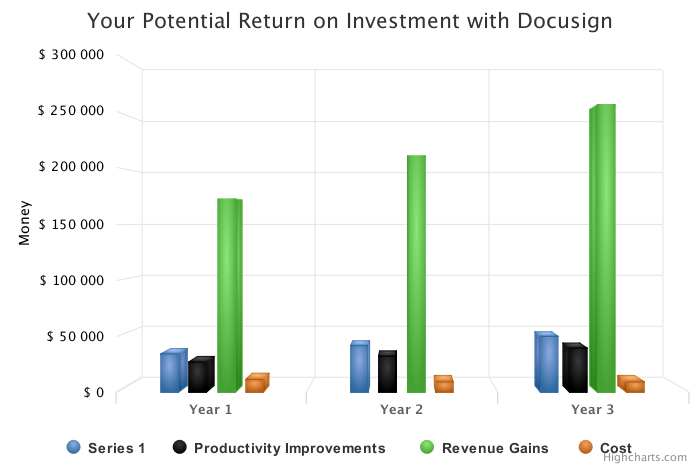 Your Potential Return on Investment with Docusign
$ 300 000
$ 250 000
$ 200 000
$ 150 000
$ 100 000
$ 50 000
$ 0
Money
Year 1
Year 2
Year 3
Series 1
Productivity Improvements
Revenue Gains
Cost
Highcharts.com